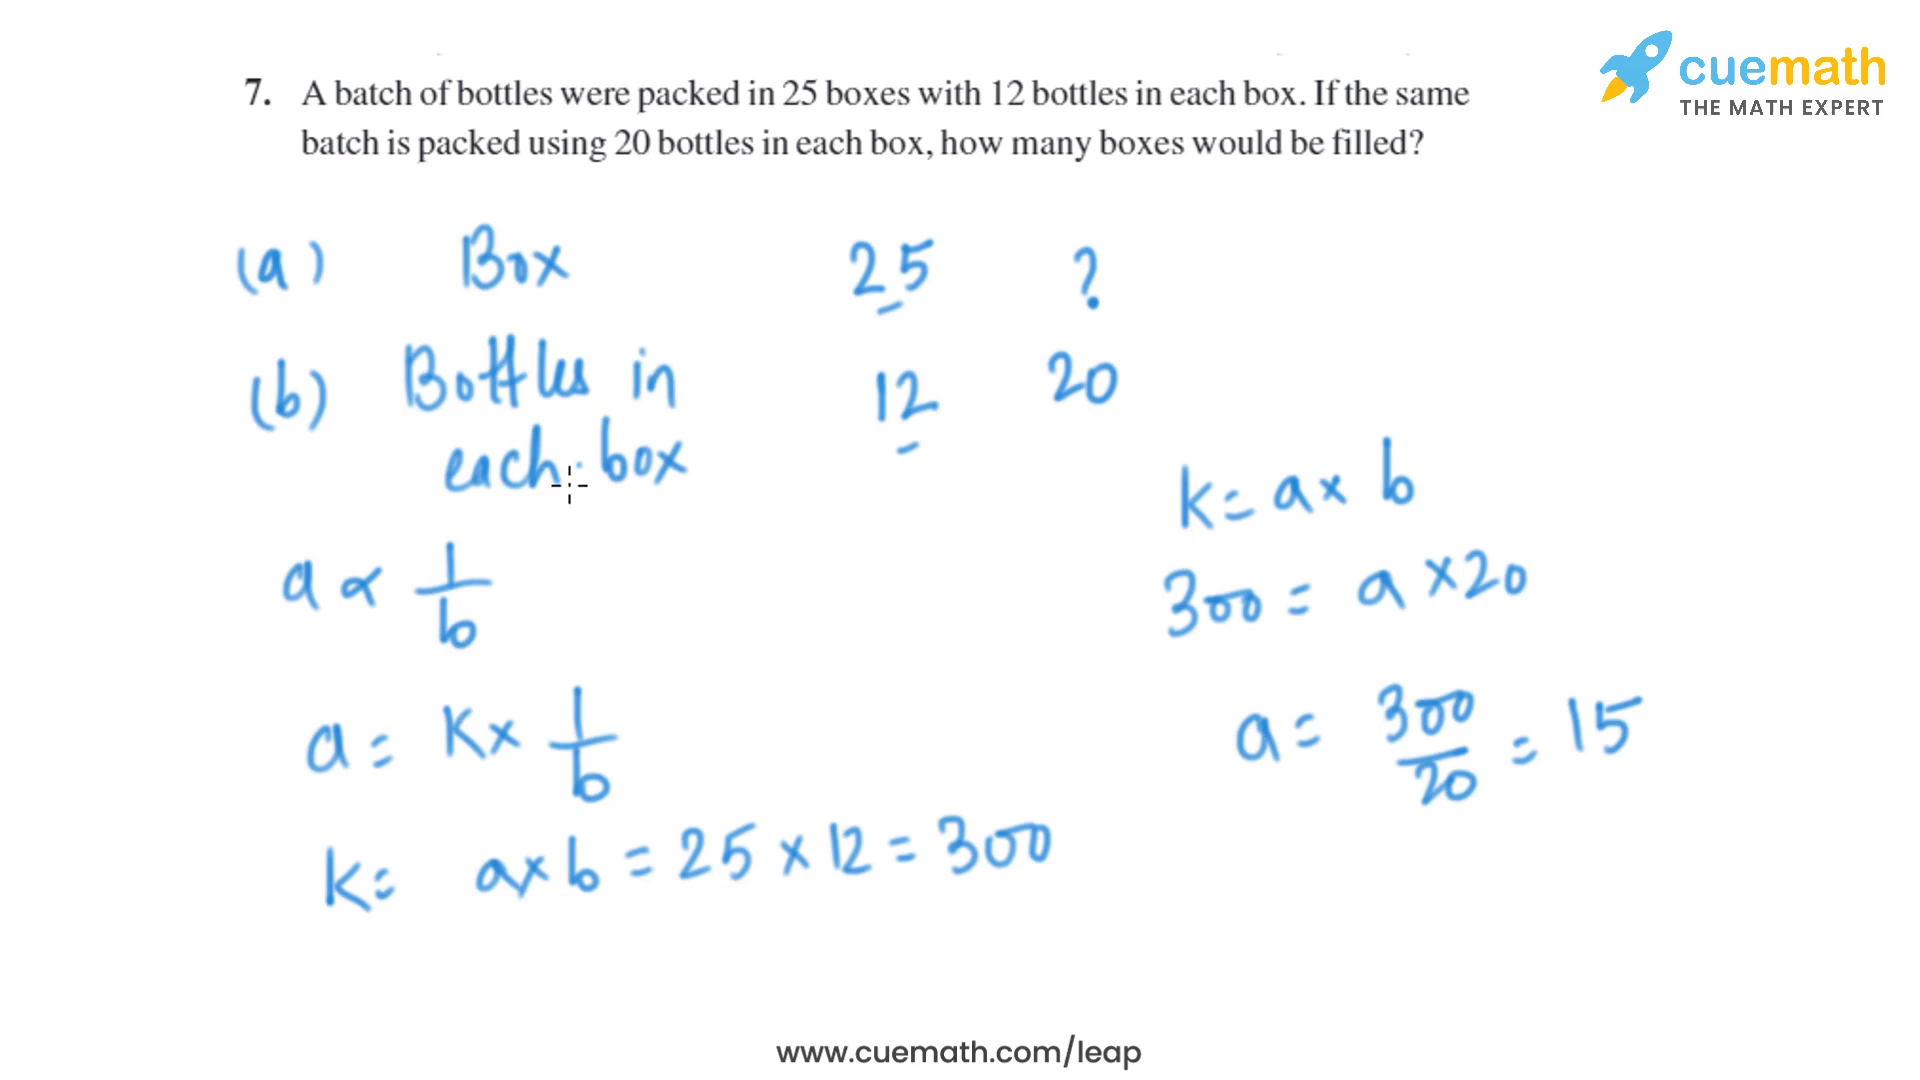 cuemath
THE MATH EXPERT
7. A batch of bottles were packed in 25 boxes with 12 bottles in each box. If the same
batch is packed using 20 bottles in each box, how many boxes would be filled?
(a) Box 25 ?
(b) Bottles in 12 20
each box
k = a × b
a ∝ 1/b
300 = a × 20
a = k × 1/b
a = 300/20 = 15
k = a × b = 25 × 12 = 300
www.cuemath.com/leap